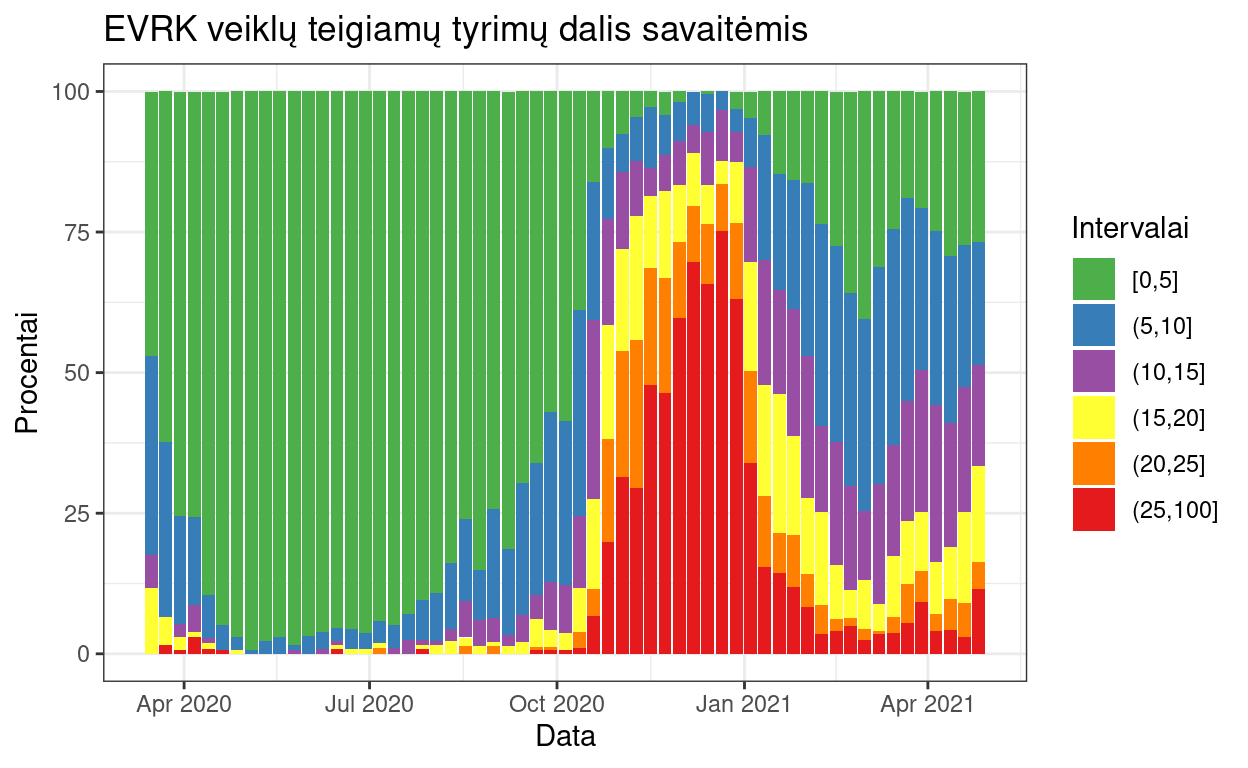 EVRK veiklų teigiamų tyrimų dalis savaitėmis
100
75
50
25
0
Procentai
Apr 2020
Jul 2020
Oct 2020
Jan 2021
Apr 2021
Data
Intervalai
[0,5]
(5,10]
(10,15]
(15,20]
(20,25]
(25,100]